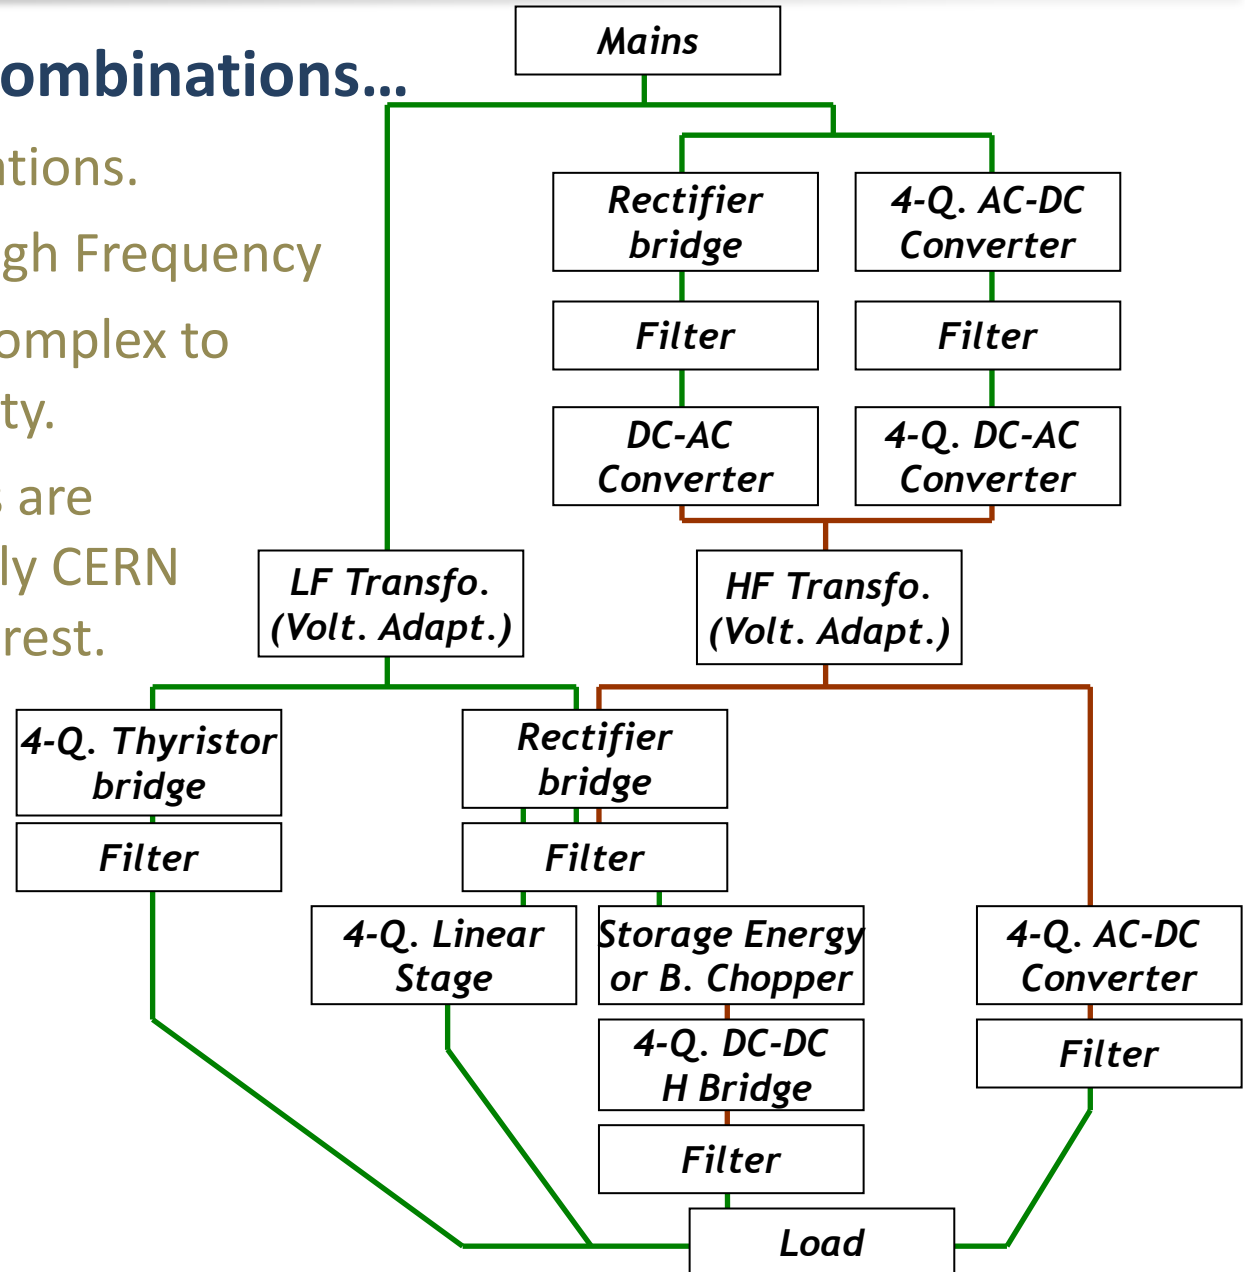 ombinations…
ations.
gh Frequency
omplex to
ty.
s are
ly CERN
rest.
Mains
Rectifier
bridge
4-Q. AC-DC
Converter
Filter
Filter
DC-AC
Converter
4-Q. DC-AC
Converter
LF Transfo.
(Volt. Adapt.)
HF Transfo.
(Volt. Adapt.)
4-Q. Thyristor
bridge
Rectifier
bridge
Filter
Filter
4-Q. Linear
Stage
Storage Energy
or B. Chopper
4-Q. AC-DC
Converter
4-Q. DC-DC
H Bridge
Filter
Filter
Load